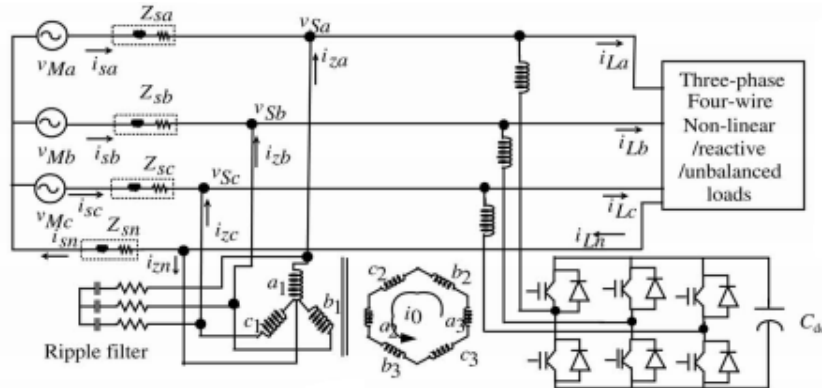 Z_sa
v_Sa
i_sa
v_Ma
i_za
i_La
Z_sb
v_Sb
i_sb
v_Mb
i_zb
i_Lb
Z_sc
v_Sc
i_sc
v_Mc
i_zc
i_Lc
Z_sn
i_sn
i_zn
i_Ln
Three-phase
Four-wire
Non-linear
/reactive
/unbalanced
loads
a_1
b_1
c_1
c_2
b_2
i_0
a_2
a_3
b_3
c_3
Ripple filter